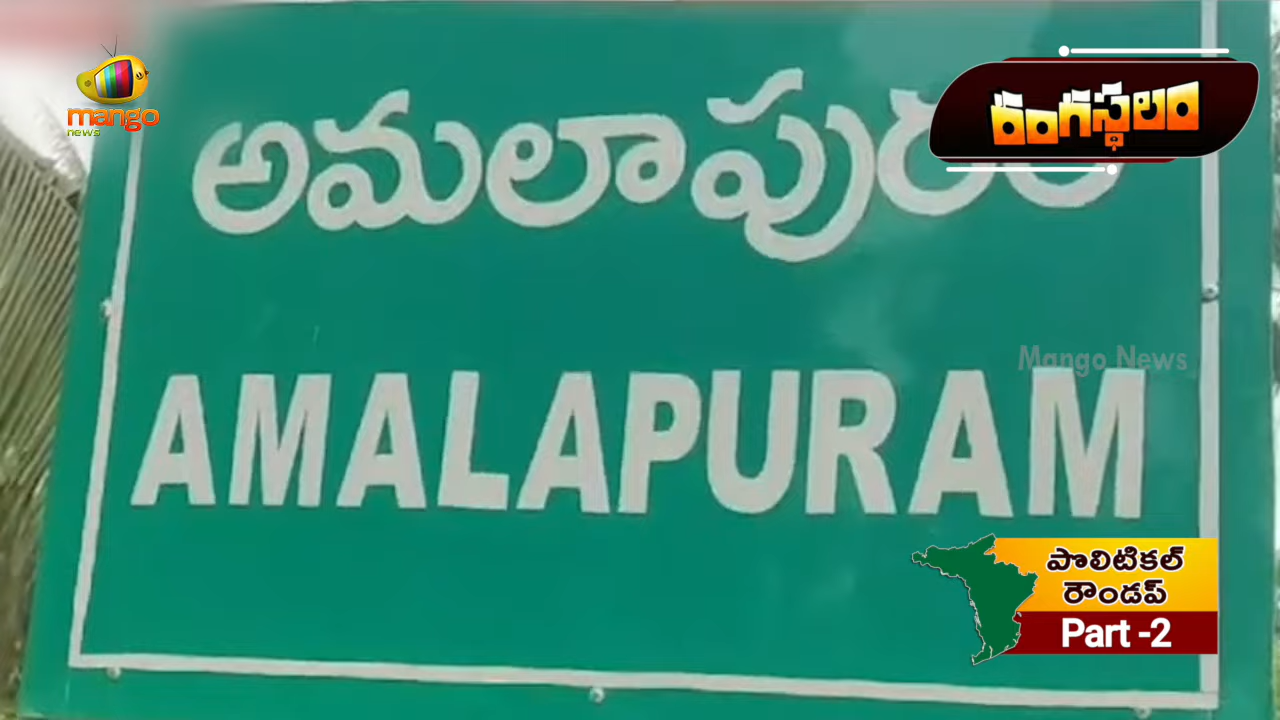 mango
news
రంగస్థలం
అమలాపురం
Mango News
AMALAPURAM
పొలిటికల్
రౌండప్
Part -2